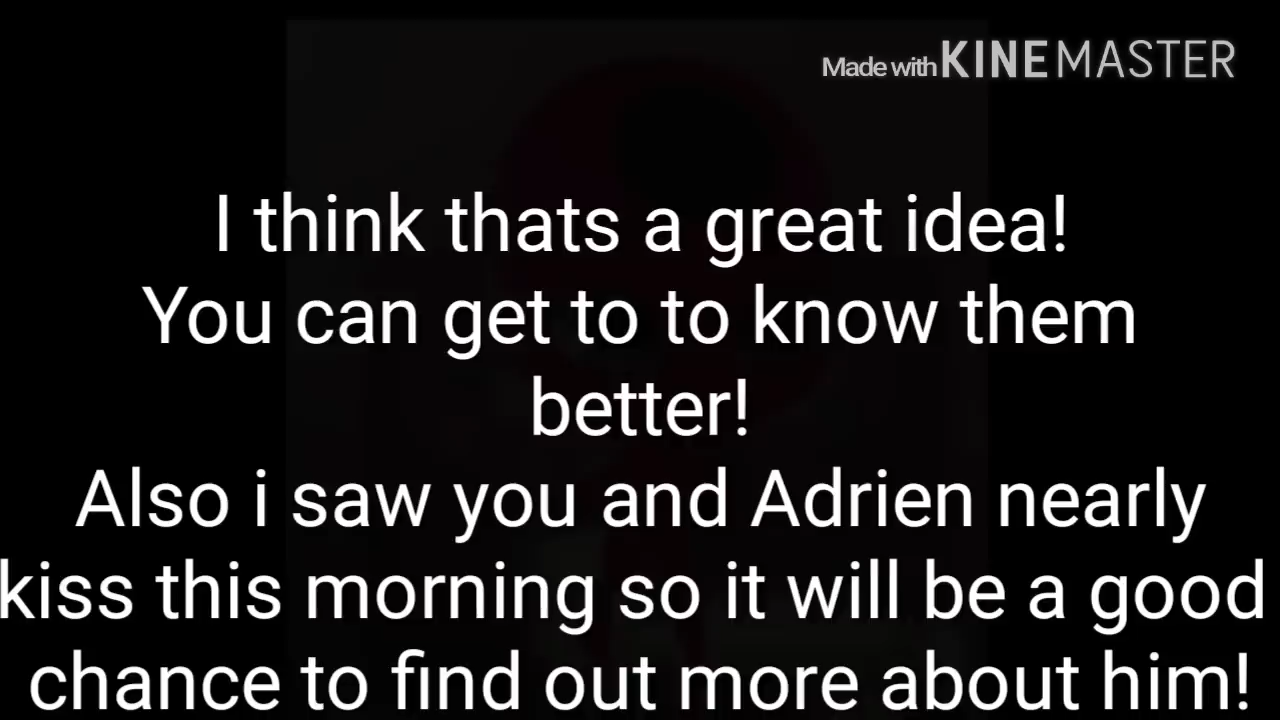 Made with KINEMASTER
I think thats a great idea!
You can get to to know them
better!
Also i saw you and Adrien nearly
kiss this morning so it will be a good
chance to find out more about him!